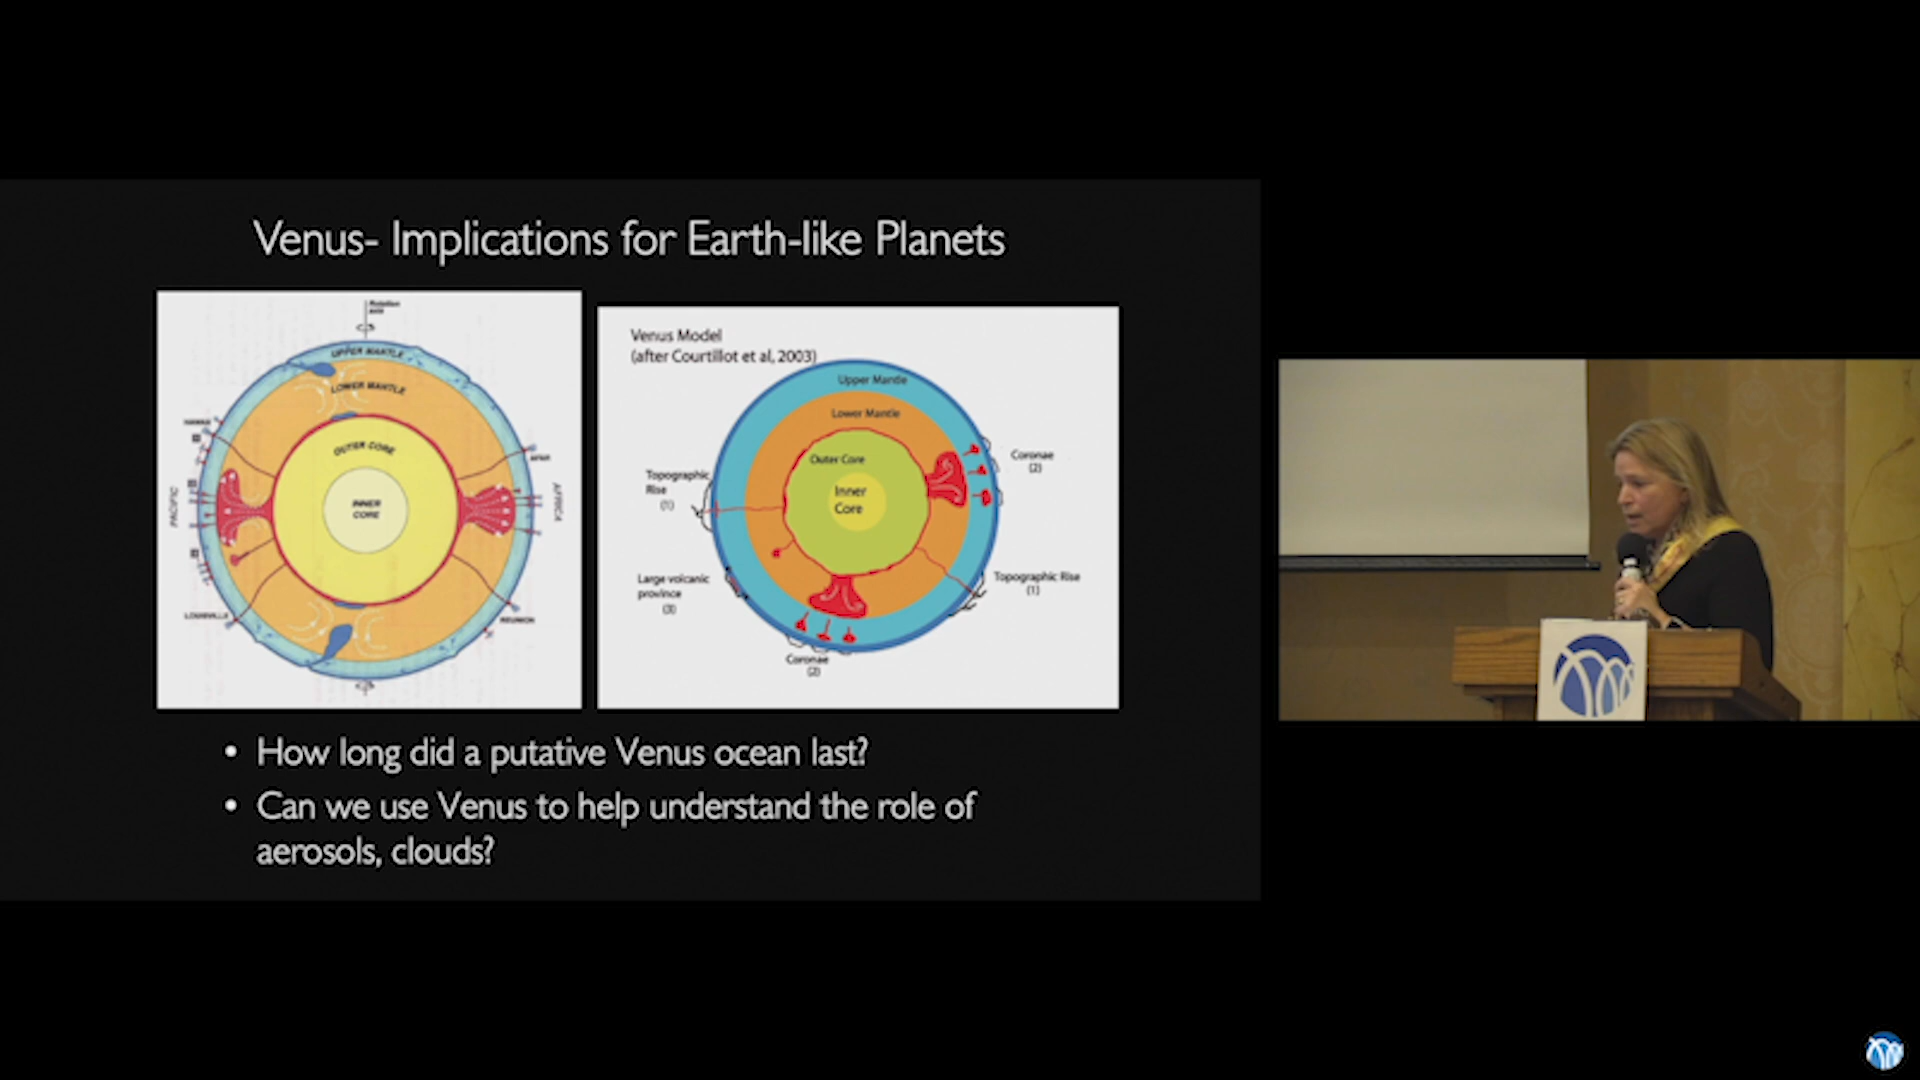 Venus- Implications for Earth-like Planets
Rotation
axis
UPPER MANTLE
LOWER MANTLE
OUTER CORE
INNER
CORE
HAWAII
PACIFIC
LOUISVILLE
AFAR
AFRICA
REUNION
Venus Model
(after Courtillot et al, 2003)
Upper Mantle
Lower Mantle
Outer Core
Inner
Core
Topographic
Rise
(1)
Coronae
(2)
Large volcanic
province
(3)
Topographic Rise
(1)
Coronae
(2)
• How long did a putative Venus ocean last?
• Can we use Venus to help understand the role of
aerosols, clouds?